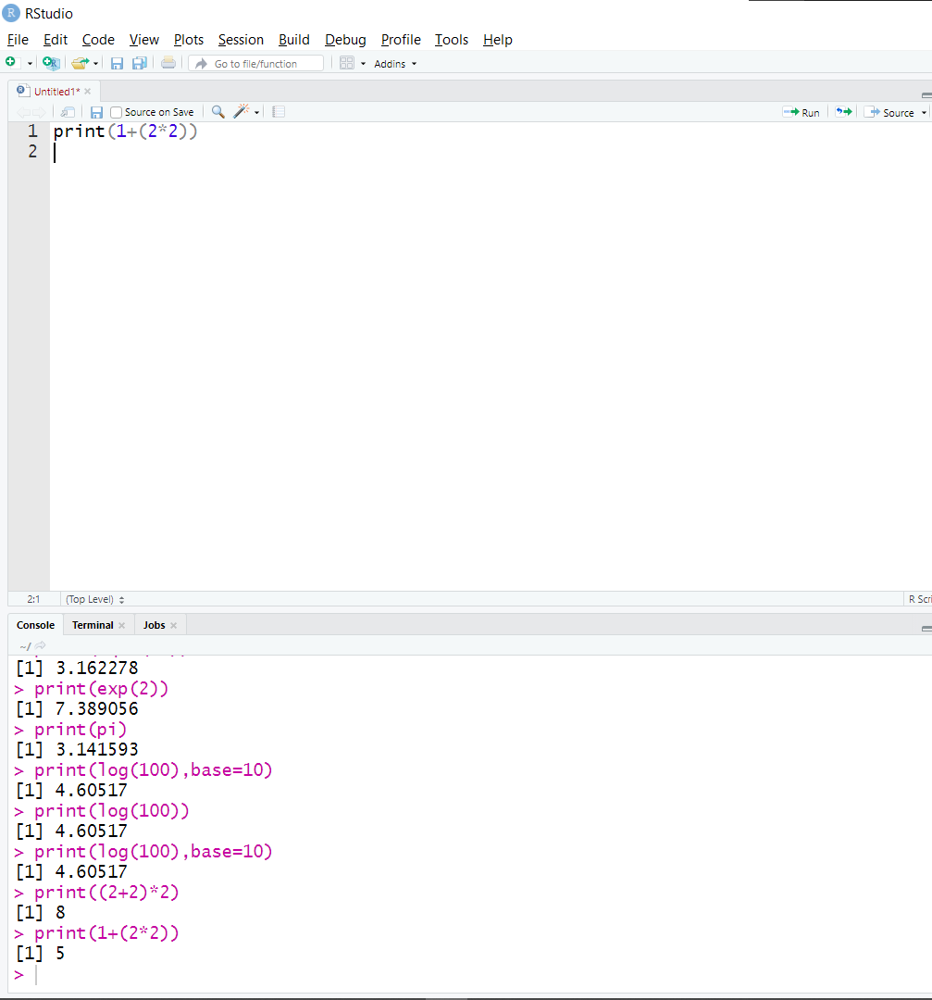 RStudio
File Edit Code View Plots Session Build Debug Profile Tools Help
Go to file/function Addins
Untitled1*
Source on Save Run Source
1 print(1+(2*2))
2
2:1 (Top Level) R Scri
Console Terminal Jobs
~/
[1] 3.162278
> print(exp(2))
[1] 7.389056
> print(pi)
[1] 3.141593
> print(log(100),base=10)
[1] 4.60517
> print(log(100))
[1] 4.60517
> print(log(100),base=10)
[1] 4.60517
> print((2+2)*2)
[1] 8
> print(1+(2*2))
[1] 5
>